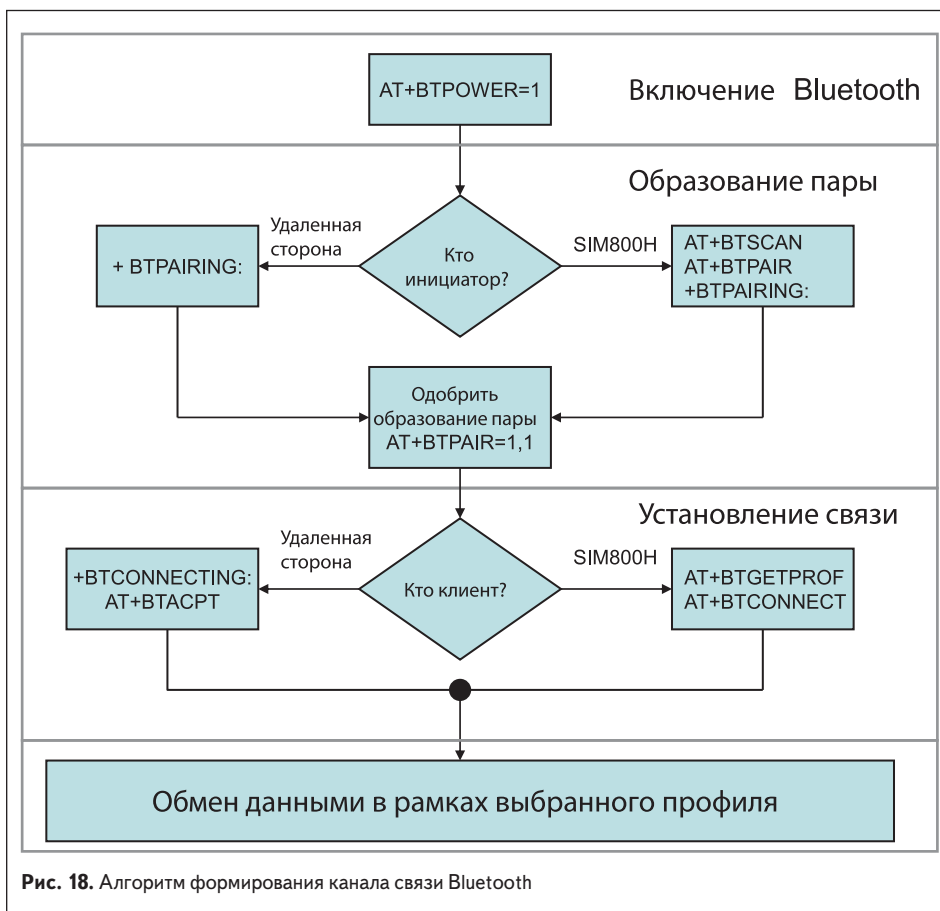 AT+BTPOWER=1
Включение Bluetooth
Образование пары
Удаленная
сторона
SIM800H
+ BTPAIRING:
Кто
инициатор?
AT+BTSCAN
AT+BTPAIR
+BTPAIRING:
Одобрить
образование пары
AT+BTPAIR=1,1
Установление связи
Удаленная
сторона
SIM800H
+BTCONNECTING:
AT+BTACPT
Кто клиент?
AT+BTGETPROF
AT+BTCONNECT
Обмен данными в рамках выбранного профиля
Рис. 18. Алгоритм формирования канала связи Bluetooth